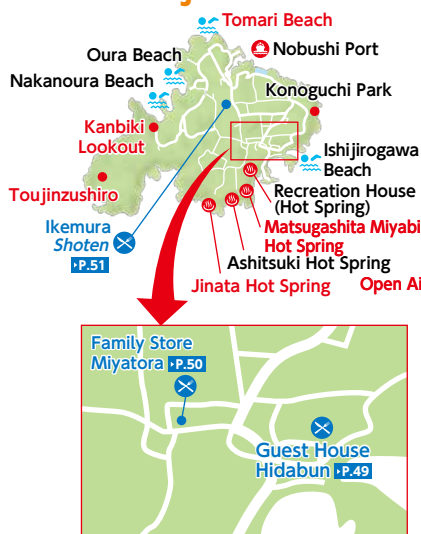 Tomari Beach
Nobushi Port
Oura Beach
Nakanoura Beach
Konoguchi Park
Kanbiki
Lookout
Ishijirogawa
Beach
Toujinzushiro
Recreation House
(Hot Spring)
Ikemura
Shoten
P.51
Matsugashita Miyabi
Hot Spring
Ashitsuki Hot Spring
Jinata Hot Spring
Open Ai
Family Store
Miyatora P.50
Guest House
Hidabun P.49